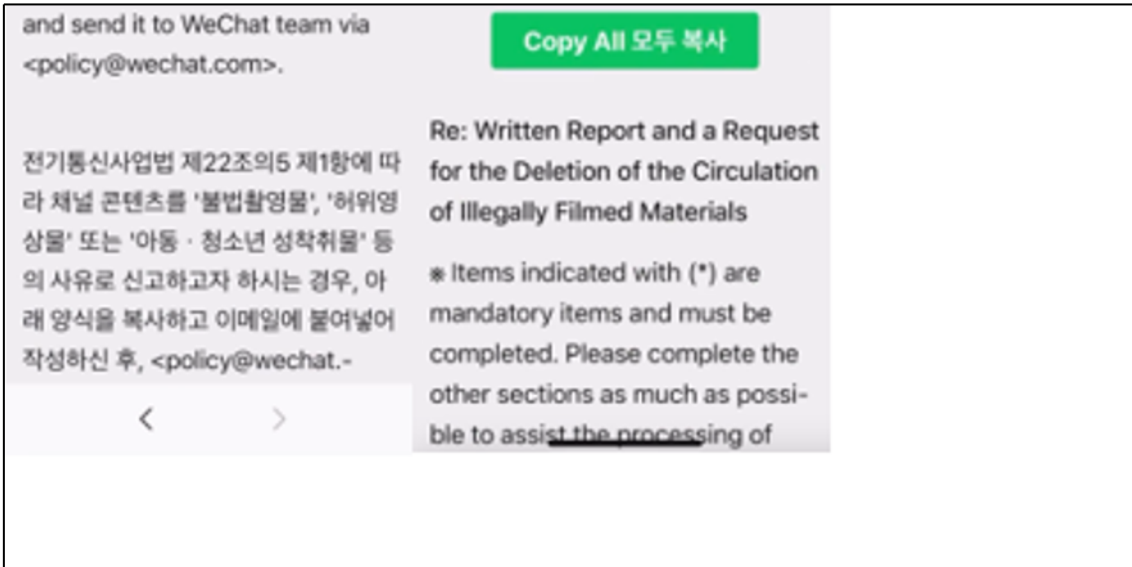 and send it to WeChat team via
<policy@wechat.com>.
전기통신사업법 제22조의5 제1항에 따
라 채널 콘텐츠를 '불법촬영물', '허위영
상물' 또는 '아동 · 청소년 성착취물' 등
의 사유로 신고하고자 하시는 경우, 아
래 양식을 복사하고 이메일에 붙여넣어
작성하신 후, <policy@wechat.-
Copy All 모두 복사
Re: Written Report and a Request
for the Deletion of the Circulation
of Illegally Filmed Materials
※ Items indicated with (*) are
mandatory items and must be
completed. Please complete the
other sections as much as possi-
ble to assist the processing of